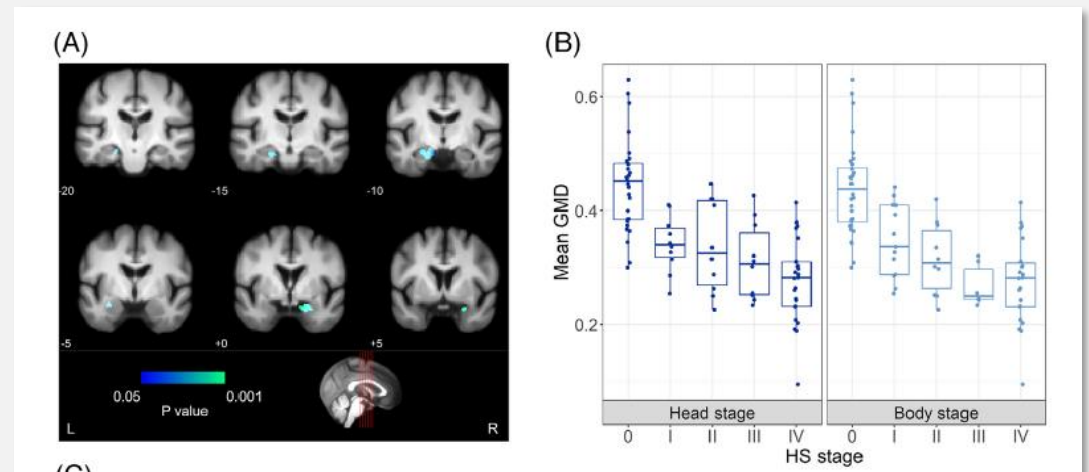 (A)
-20
-15
-10
-5
+0
+5
0.05
0.001
P value
L
R
(B)
Mean GMD
0.6
0.4
0.2
Head stage
Body stage
0 I II III IV
0 I II III IV
HS stage